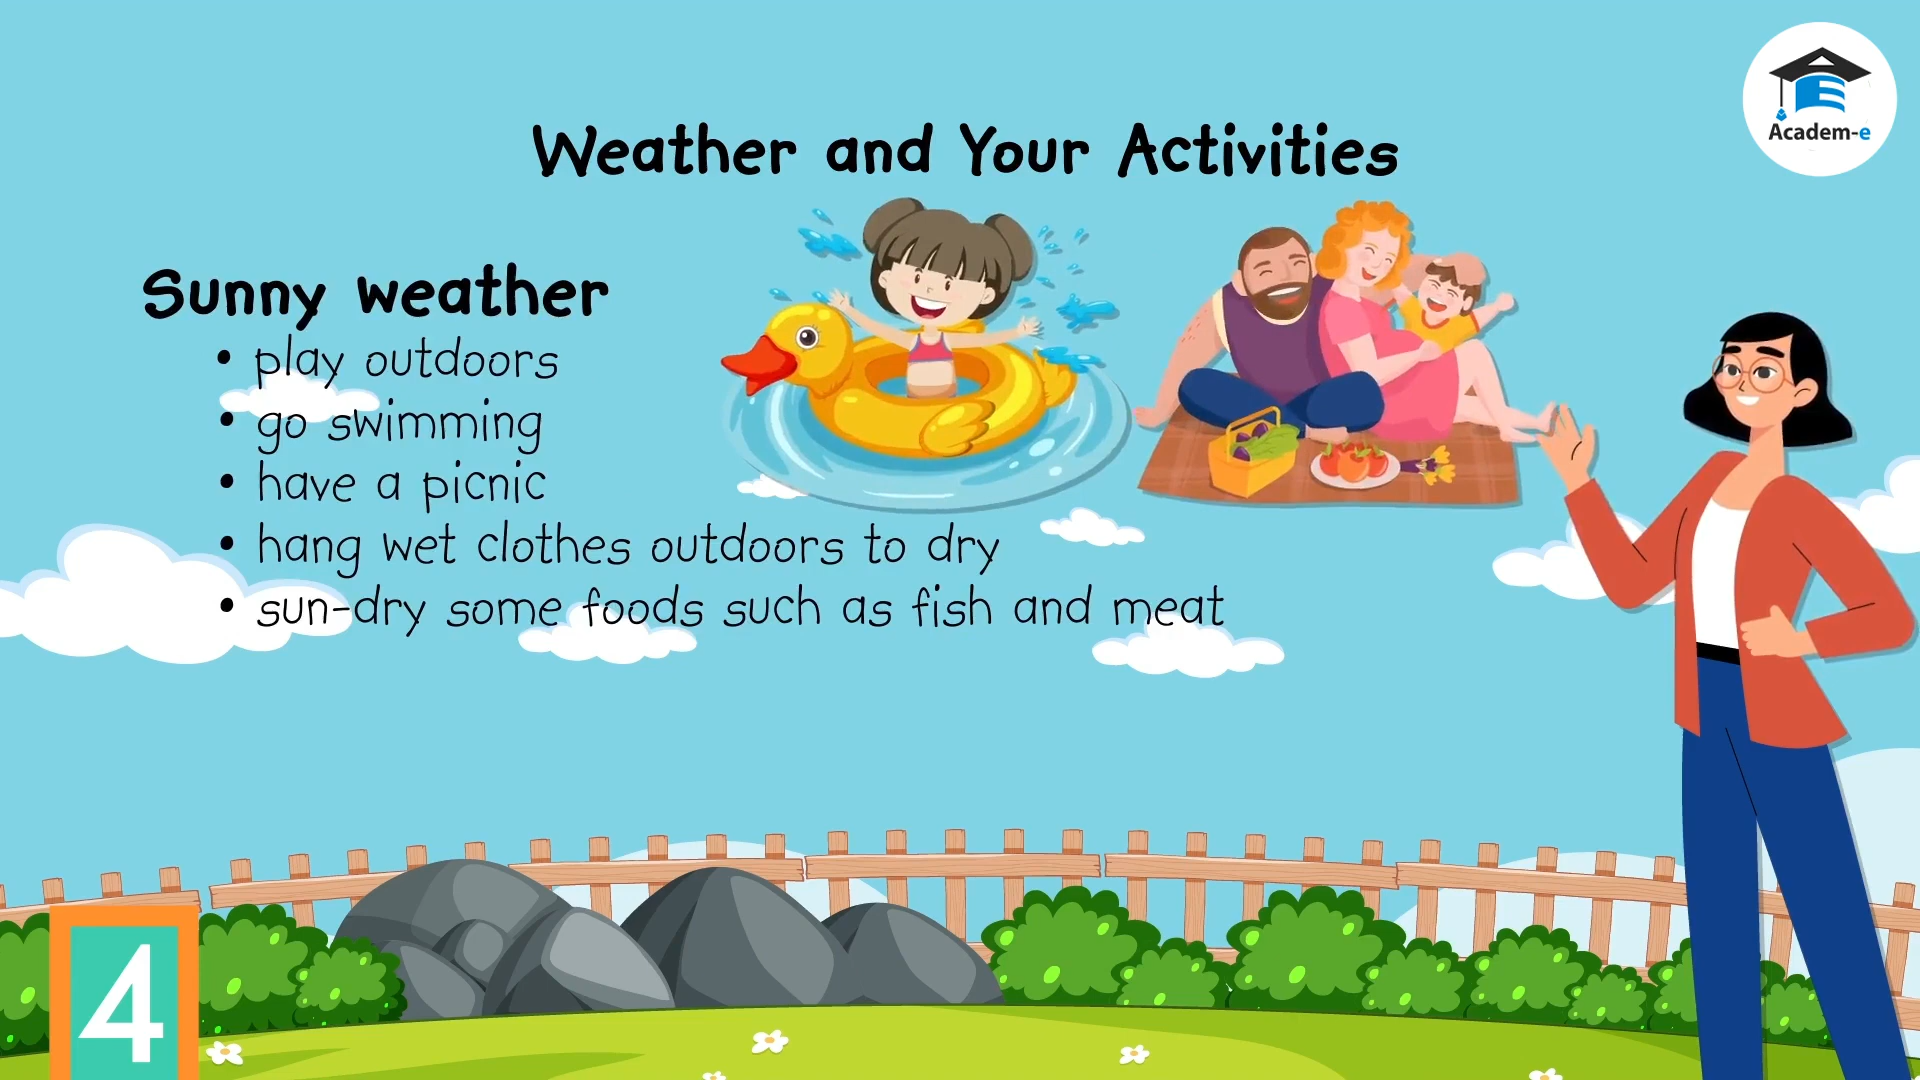 Academ-e
Weather and Your Activities
Sunny weather
• play outdoors
• go swimming
• have a picnic
• hang wet clothes outdoors to dry
• sun-dry some foods such as fish and meat
4